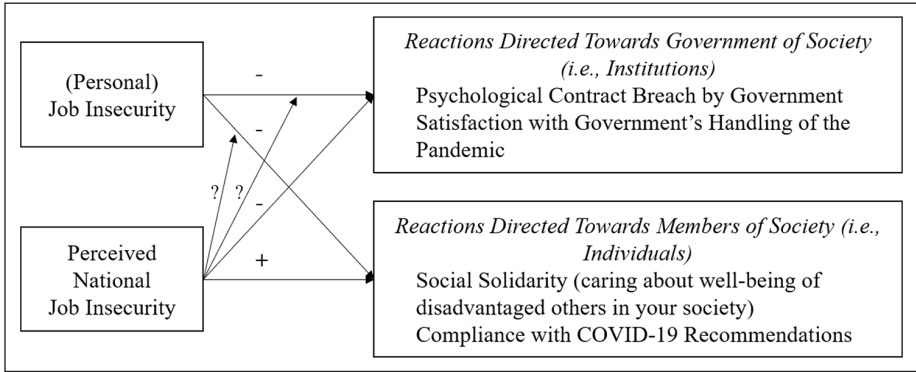 (Personal)
Job Insecurity
Perceived
National
Job Insecurity
-
-
?
?
-
+
Reactions Directed Towards Government of Society
(i.e., Institutions)
Psychological Contract Breach by Government
Satisfaction with Government's Handling of the
Pandemic
Reactions Directed Towards Members of Society (i.e.,
Individuals)
Social Solidarity (caring about well-being of
disadvantaged others in your society)
Compliance with COVID-19 Recommendations